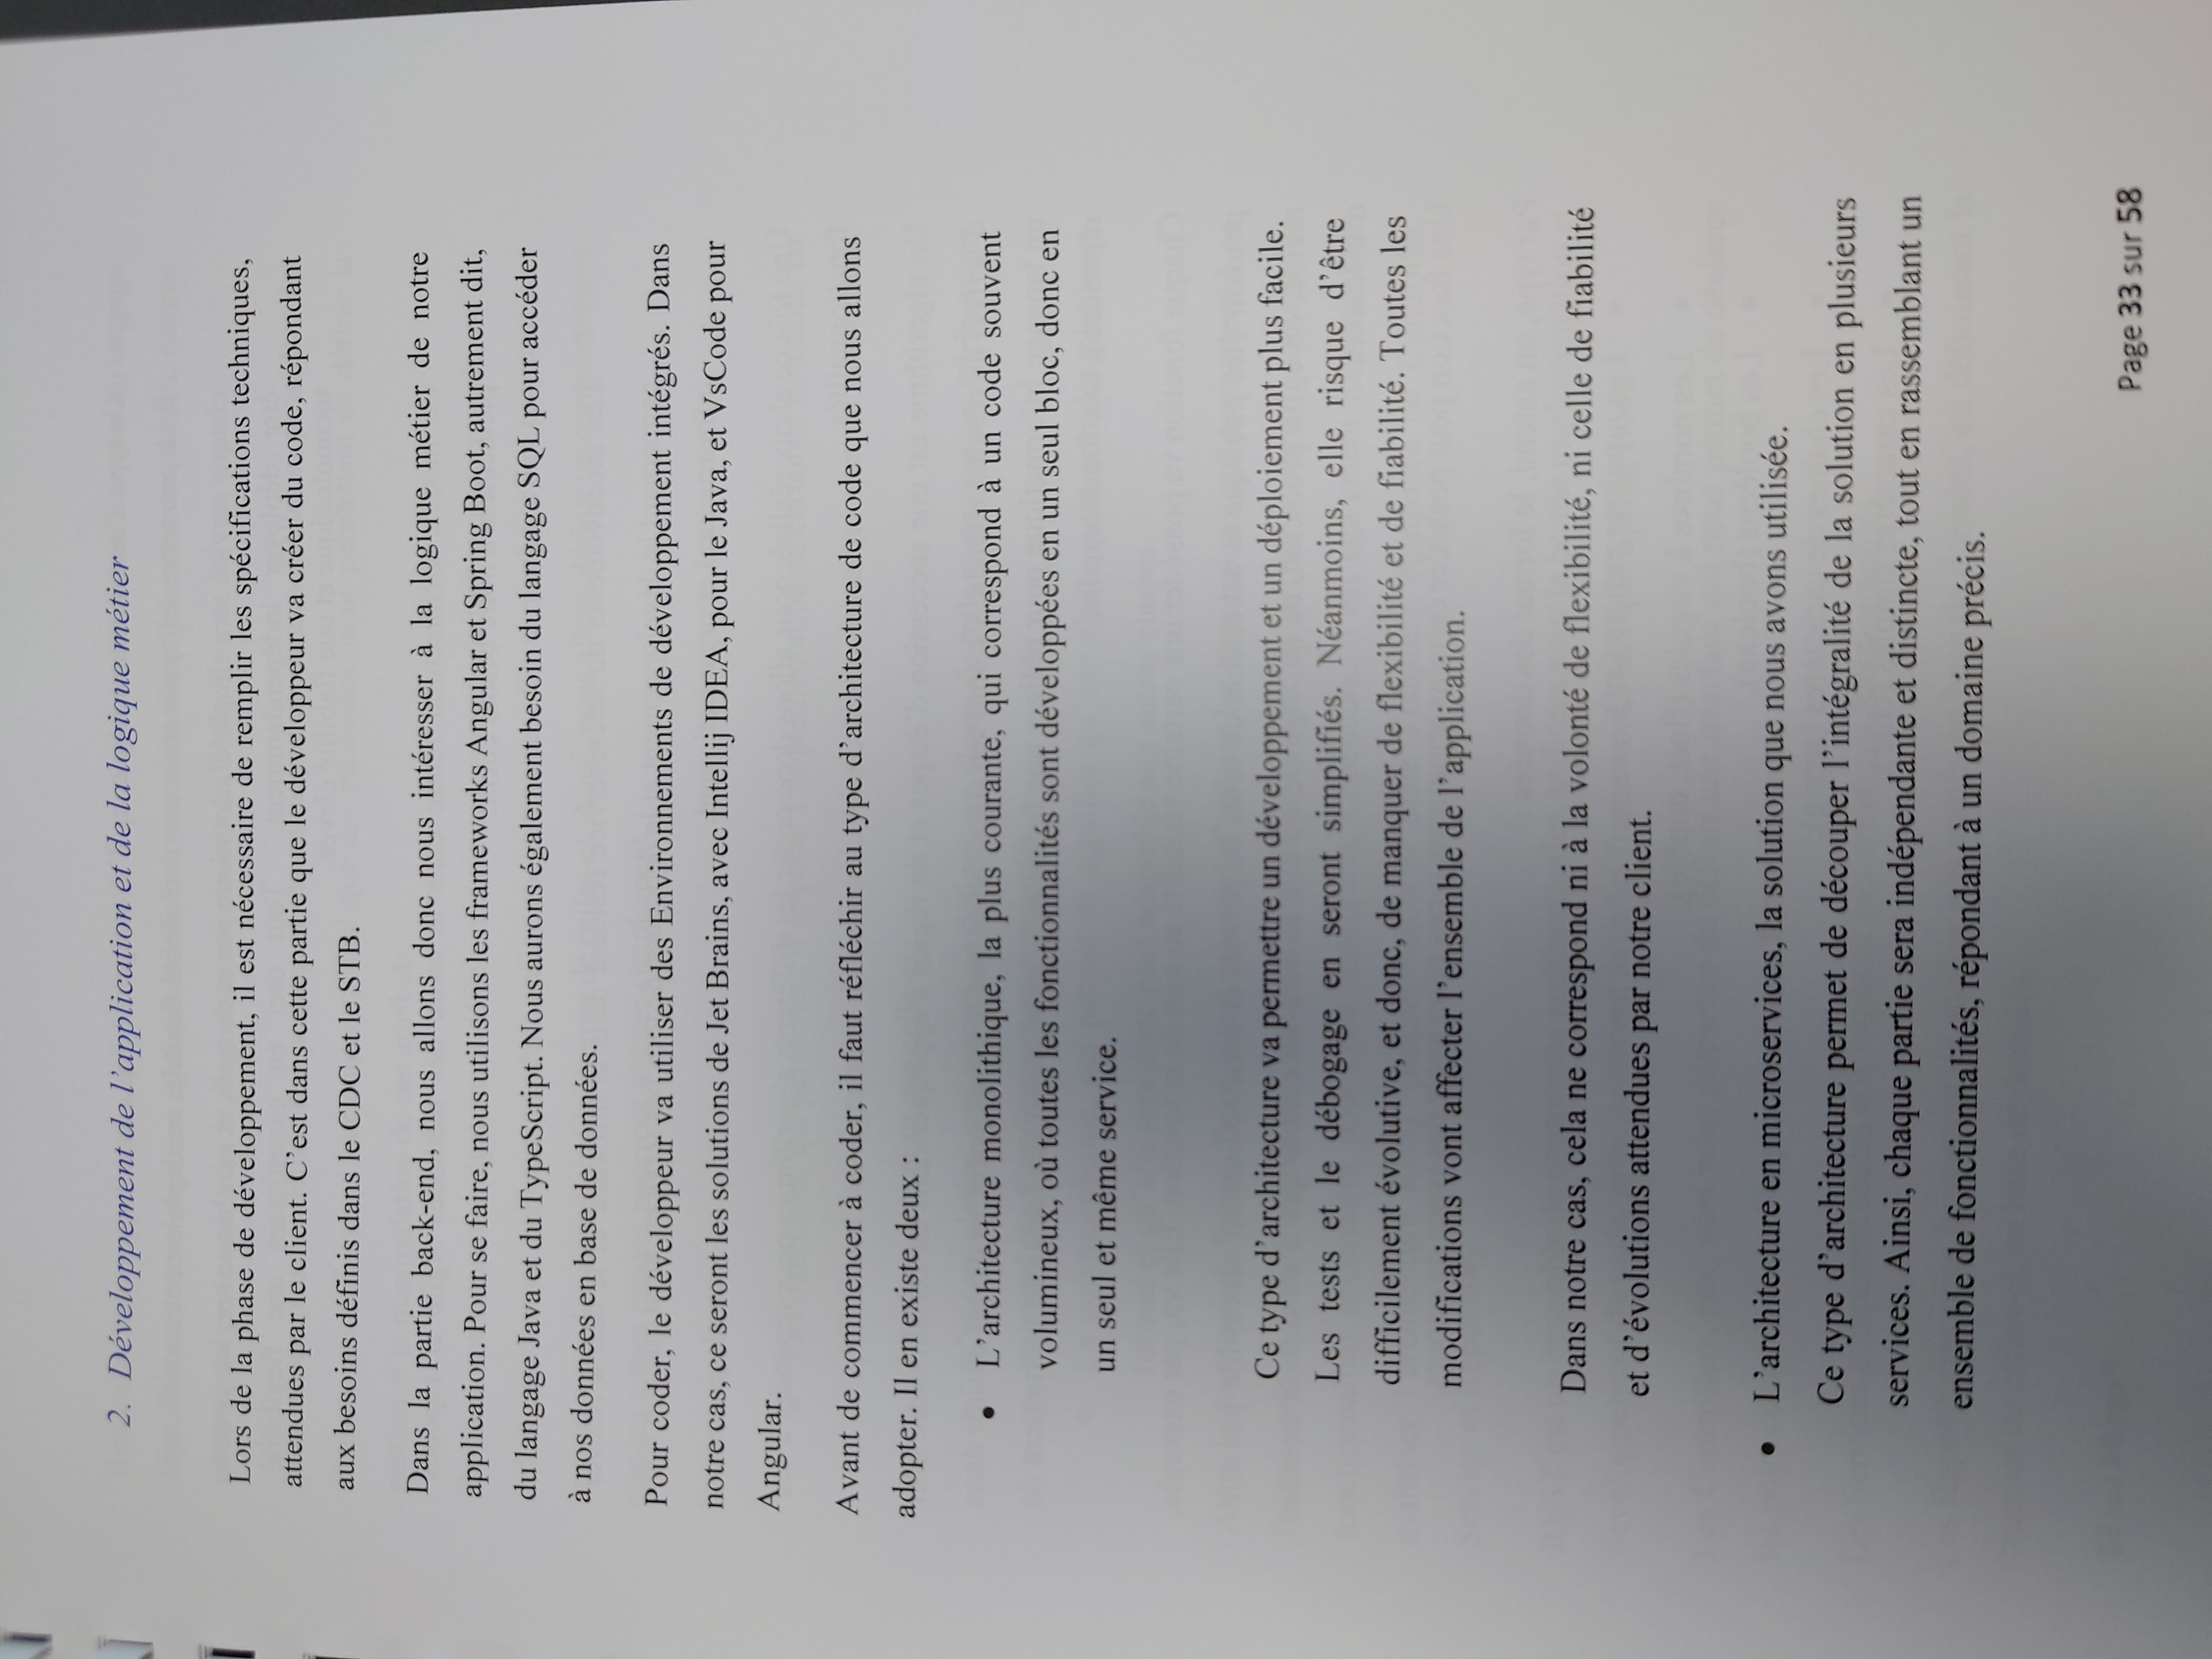 2. Développement de l'application et de la logique métier
Lors de la phase de développement, il est nécessaire de remplir les spécifications techniques,
attendues par le client. C'est dans cette partie que le développeur va créer du code, répondant
aux besoins définis dans le CDC et le STB.
Dans la partie back-end, nous allons donc nous intéresser à la logique métier de notre
application. Pour se faire, nous utilisons les frameworks Angular et Spring Boot, autrement dit,
du langage Java et du TypeScript. Nous aurons également besoin du langage SQL pour accéder
à nos données en base de données.
Pour coder, le développeur va utiliser des Environnements de développement intégrés. Dans
notre cas, ce seront les solutions de Jet Brains, avec Intellij IDEA, pour le Java, et VsCode pour
Angular.
Avant de commencer à coder, il faut réfléchir au type d'architecture de code que nous allons
adopter. Il en existe deux :
• L'architecture monolithique, la plus courante, qui correspond à un code souvent
volumineux, où toutes les fonctionnalités sont développées en un seul bloc, donc en
un seul et même service.
Ce type d'architecture va permettre un développement et un déploiement plus facile.
Les tests et le débogage en seront simplifiés. Néanmoins, elle risque d'être
difficilement évolutive, et donc, de manquer de flexibilité et de fiabilité. Toutes les
modifications vont affecter l'ensemble de l'application.
Dans notre cas, cela ne correspond ni à la volonté de flexibilité, ni celle de fiabilité
et d'évolutions attendues par notre client.
• L'architecture en microservices, la solution que nous avons utilisée.
Ce type d'architecture permet de découper l'intégralité de la solution en plusieurs
services. Ainsi, chaque partie sera indépendante et distincte, tout en rassemblant un
ensemble de fonctionnalités, répondant à un domaine précis.
Page 33 sur 58